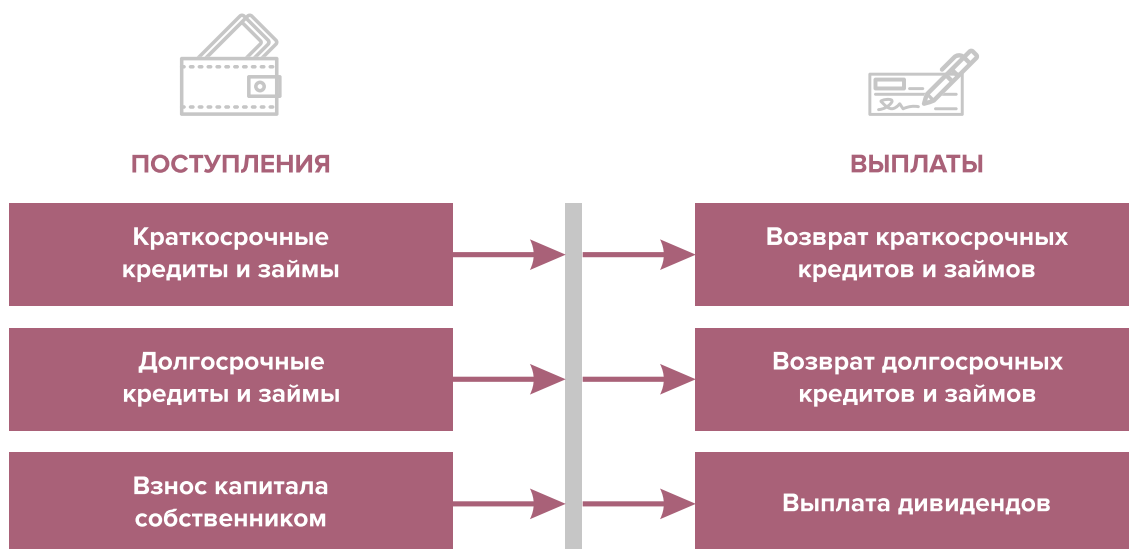 ПОСТУПЛЕНИЯ
ВЫПЛАТЫ
Краткосрочные
кредиты и займы
Возврат краткосрочных
кредитов и займов
Долгосрочные
кредиты и займы
Возврат долгосрочных
кредитов и займов
Взнос капитала
собственником
Выплата дивидендов